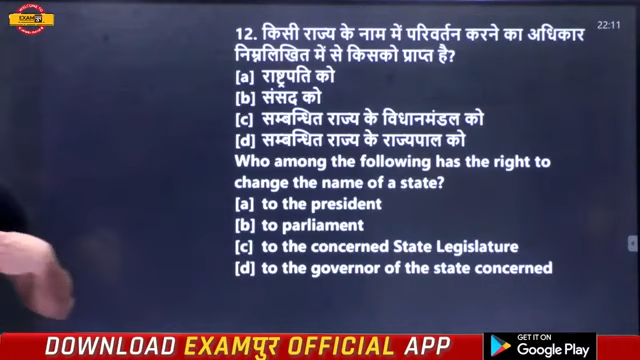 WELCOME TO
EXAMपुर
22:11
12. किसी राज्य के नाम में परिवर्तन करने का अधिकार
निम्नलिखित में से किसको प्राप्त है?
[a] राष्ट्रपति को
[b] संसद को
[c] सम्बन्धित राज्य के विधानमंडल को
[d] सम्बन्धित राज्य के राज्यपाल को
Who among the following has the right to
change the name of a state?
[a] to the president
[b] to parliament
[c] to the concerned State Legislature
[d] to the governor of the state concerned
DOWNLOAD EXAMपुर OFFICIAL APP
GET IT ON
Google Play